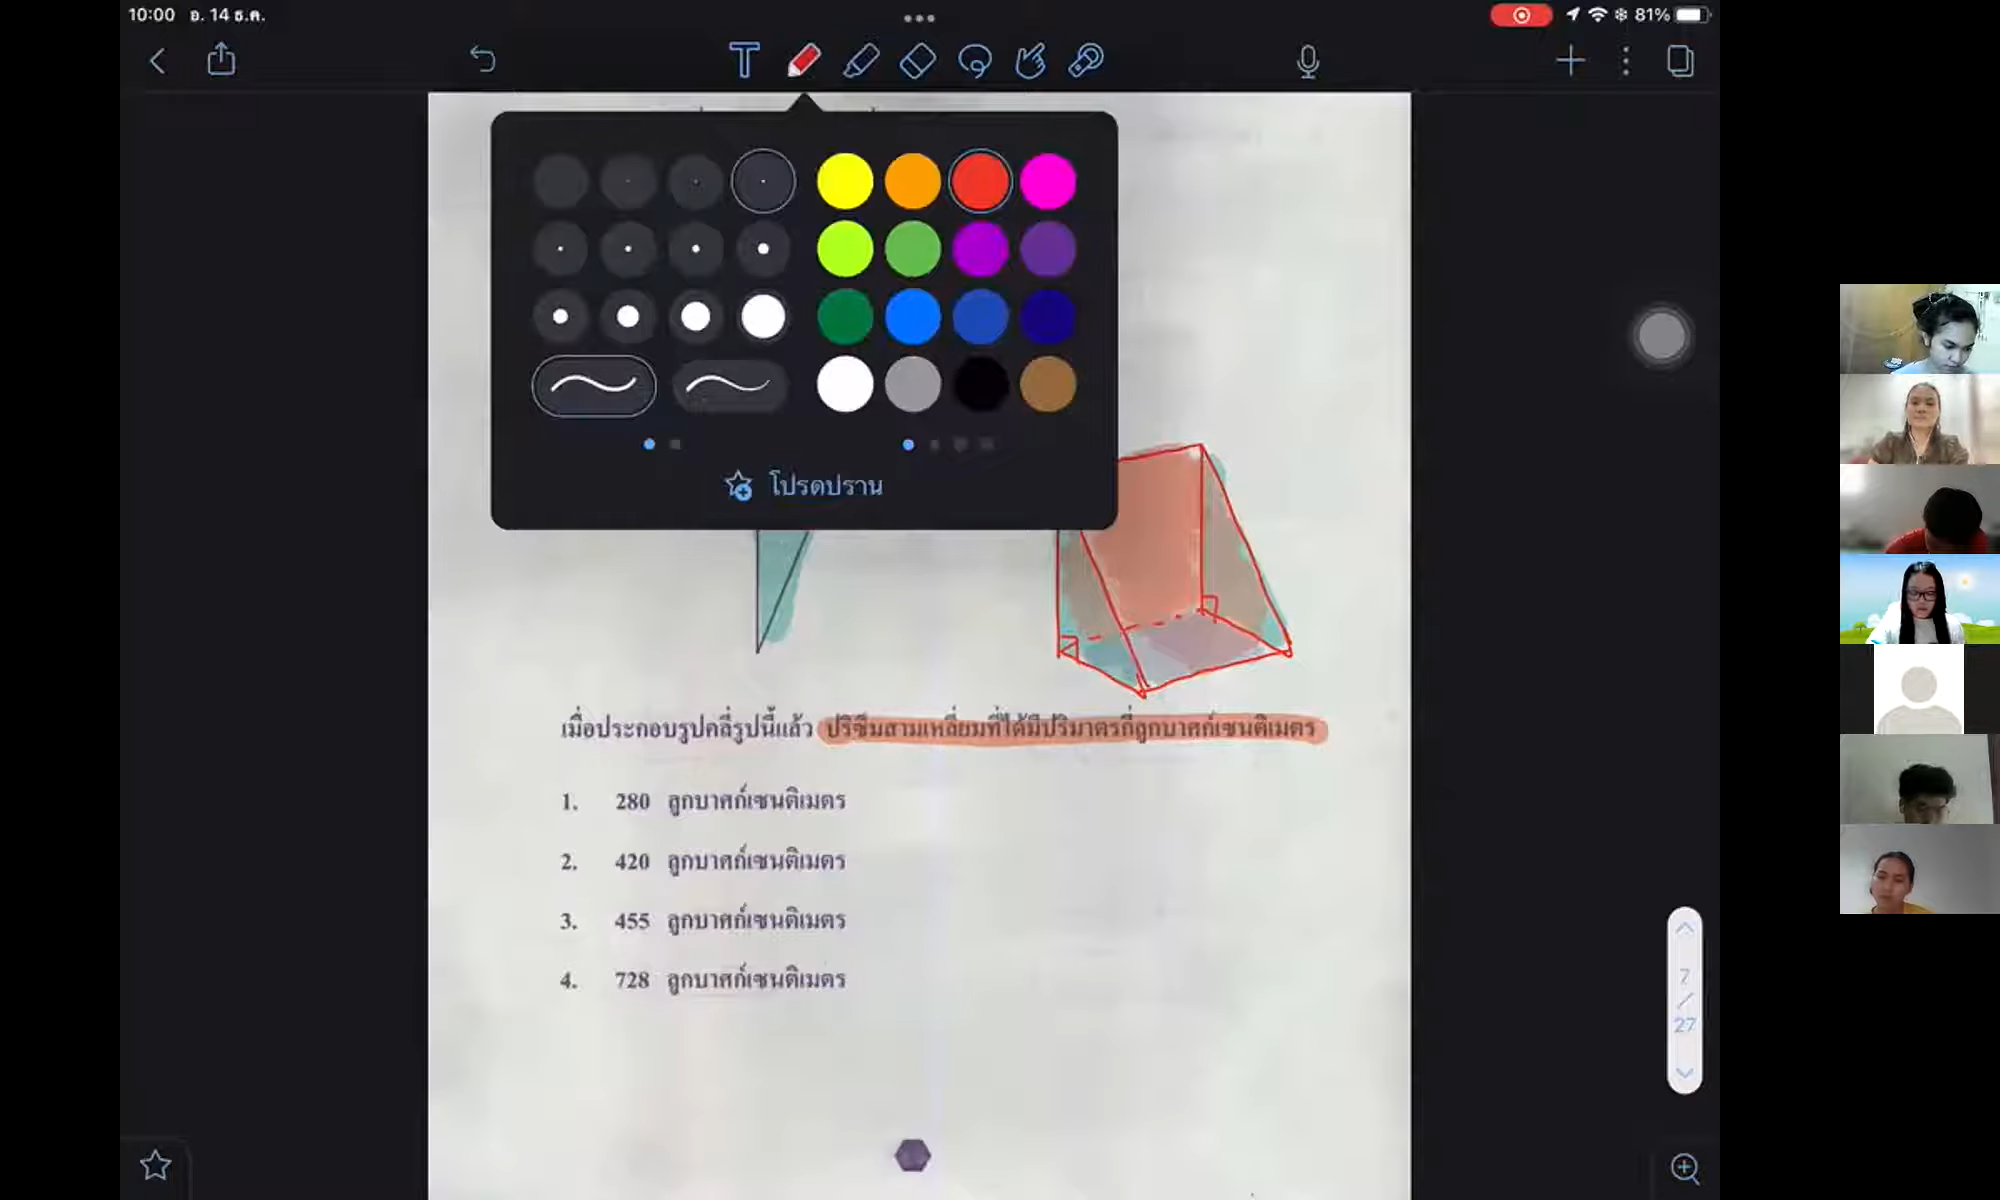 10:00 อ. 14 ธ.ค.
81%
T
โปรดปราน
เมื่อประกอบรูปคลี่รูปนี้แล้ว ปริซึมสามเหลี่ยมที่ได้มีปริมาตรกี่ลูกบาศก์เซนติเมตร
1. 280 ลูกบาศก์เซนติเมตร
2. 420 ลูกบาศก์เซนติเมตร
3. 455 ลูกบาศก์เซนติเมตร
4. 728 ลูกบาศก์เซนติเมตร
7
/
27